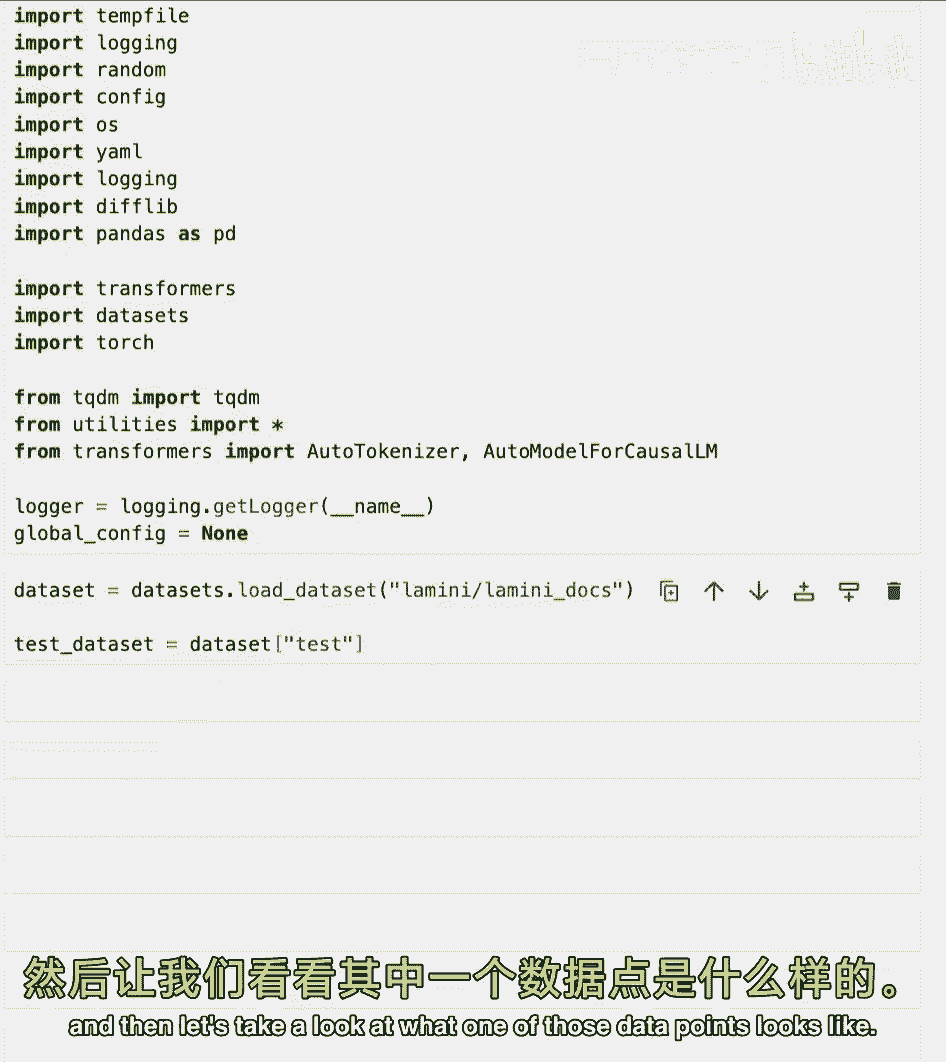 import tempfile
import logging
import random
import config
import os
import yaml
import logging
import difflib
import pandas as pd
import transformers
import datasets
import torch
from tqdm import tqdm
from utilities import *
from transformers import AutoTokenizer, AutoModelForCausalLM
logger = logging.getLogger(__name__)
global_config = None
dataset = datasets.load_dataset("lamini/lamini_docs")
test_dataset = dataset["test"]
然后让我们看看其中一个数据点是什么样的。
and then let's take a look at what one of those data points looks like.